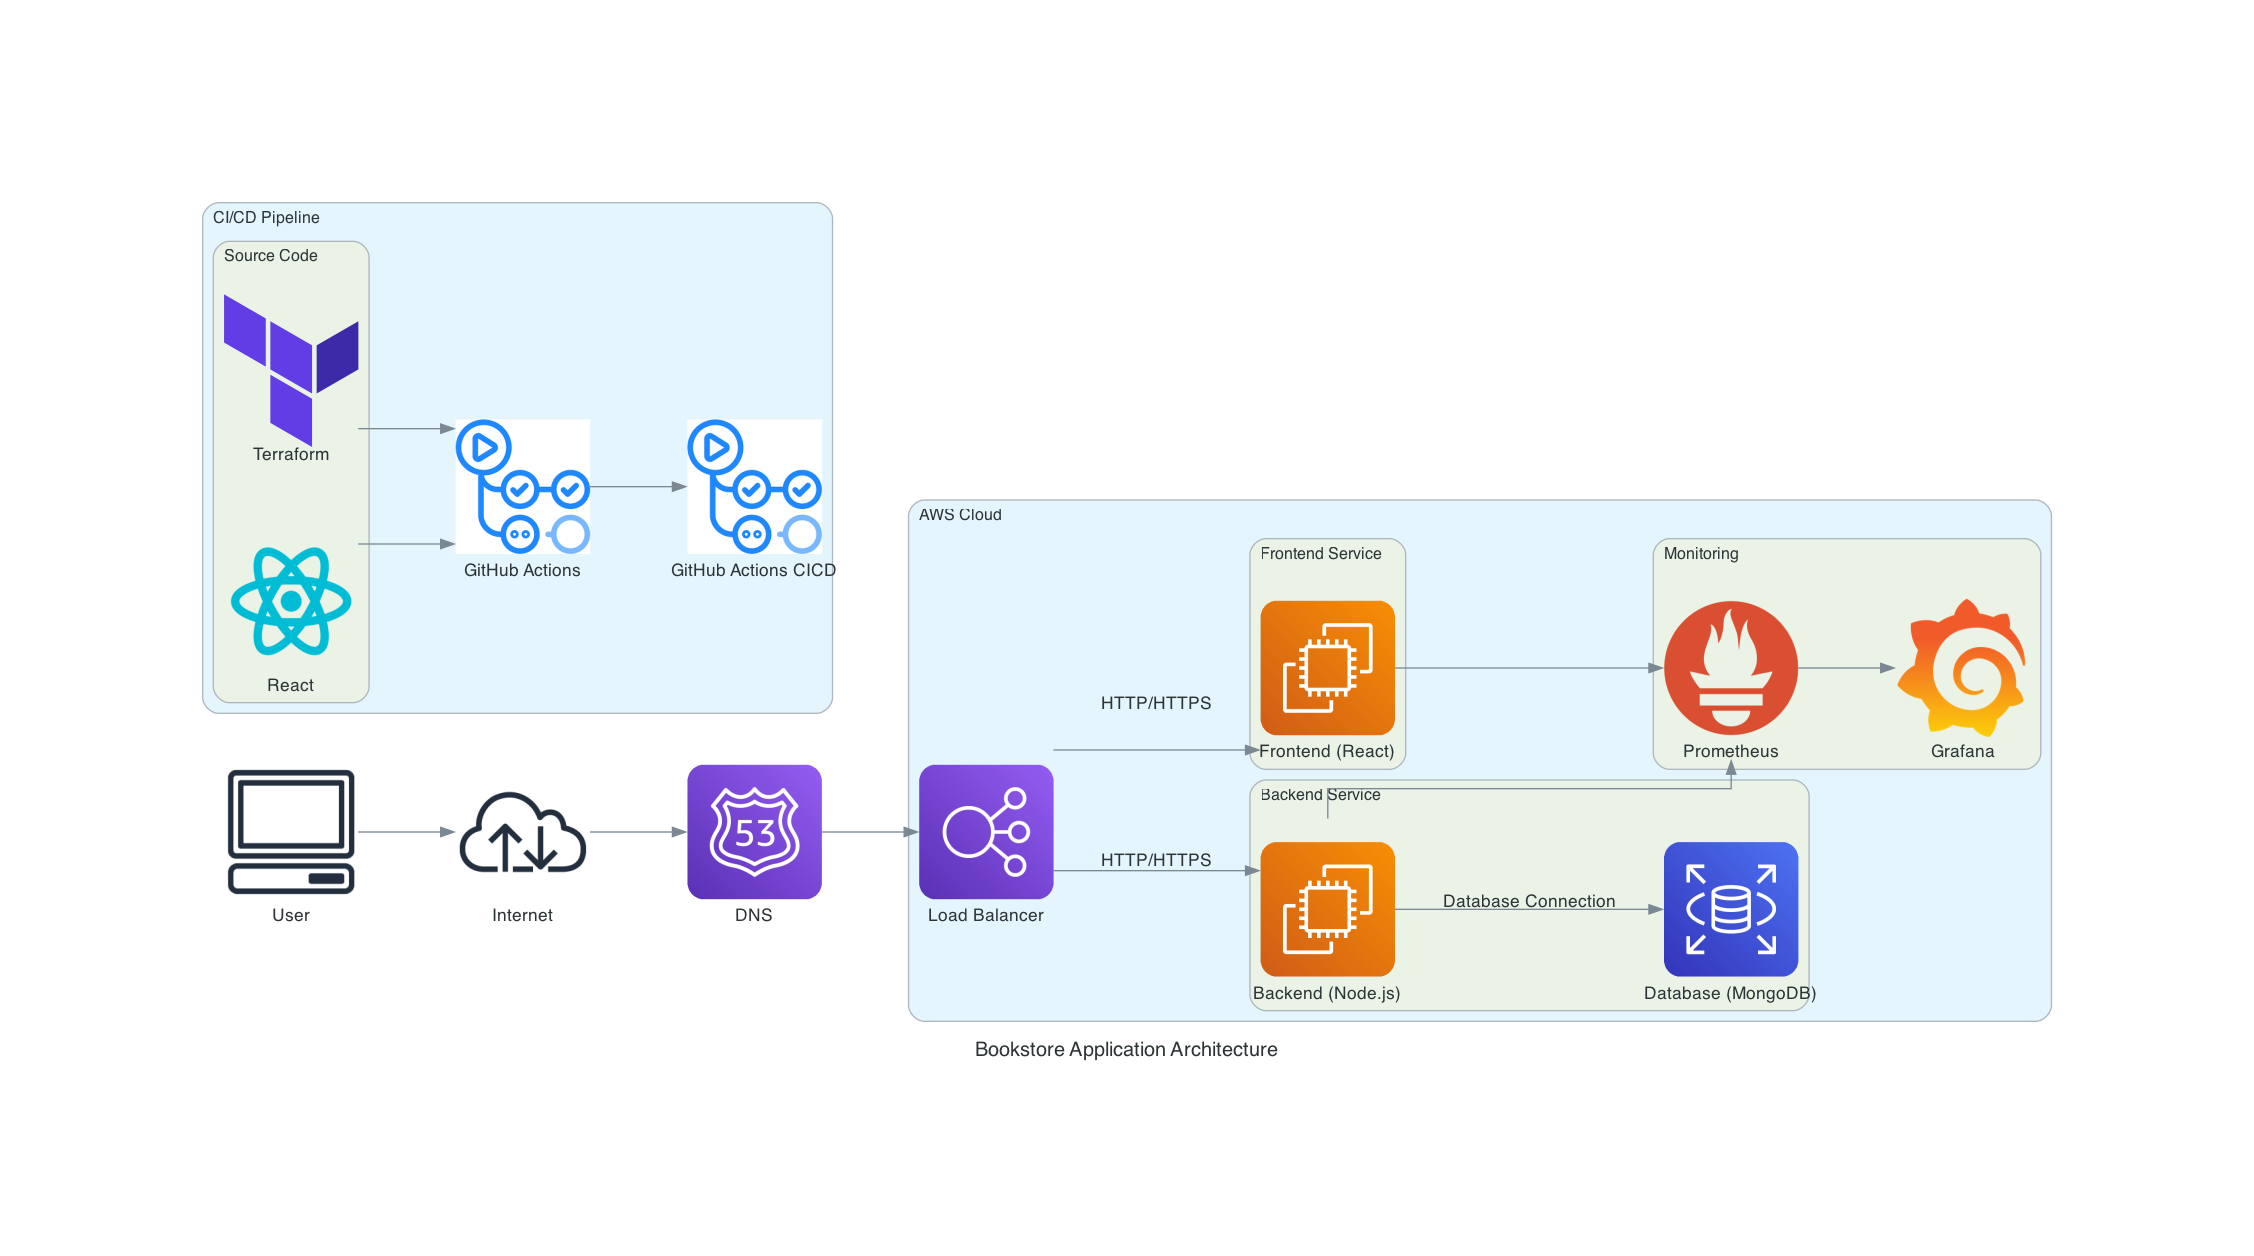 CI/CD Pipeline
Source Code
Terraform
React
GitHub Actions
GitHub Actions CICD
User
Internet
53
DNS
AWS Cloud
Load Balancer
HTTP/HTTPS
HTTP/HTTPS
Frontend Service
Frontend (React)
Monitoring
Prometheus
Grafana
Backend Service
Backend (Node.js)
Database Connection
Database (MongoDB)
Bookstore Application Architecture